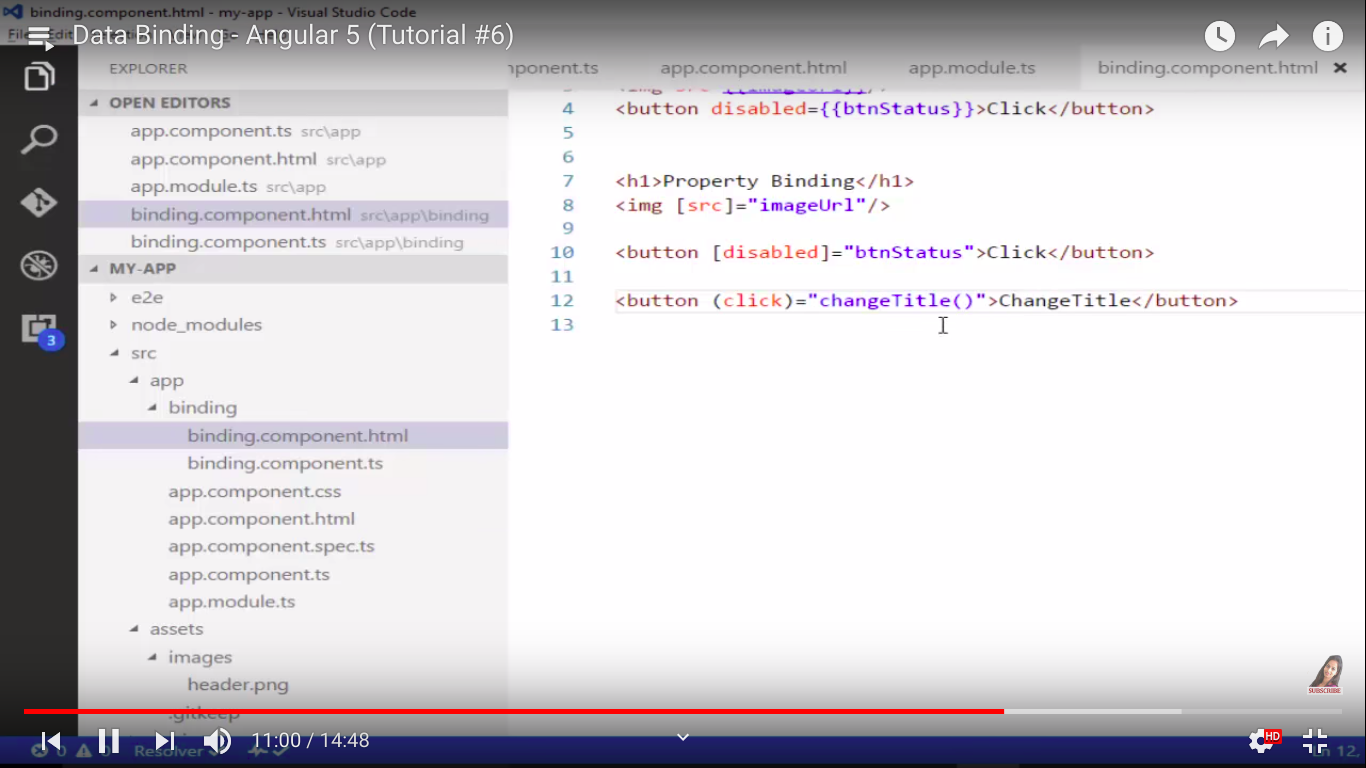 binding.component.html - my-app - Visual Studio Code
File Edit
Data Binding - Angular 5 (Tutorial #6)
EXPLORER
OPEN EDITORS
app.component.ts src\app
app.component.html src\app
app.module.ts src\app
binding.component.html src\app\binding
binding.component.ts src\app\binding
MY-APP
e2e
node_modules
src
app
binding
binding.component.html
binding.component.ts
app.component.css
app.component.html
app.component.spec.ts
app.component.ts
app.module.ts
assets
images
header.png
.gitkeep
3
mponent.ts app.component.html app.module.ts binding.component.html
3 <img src={{imageUrl}}/>
4 <button disabled={{btnStatus}}>Click</button>
5
6
7 <h1>Property Binding</h1>
8 <img [src]="imageUrl"/>
9
10 <button [disabled]="btnStatus">Click</button>
11
12 <button (click)="changeTitle()">ChangeTitle</button>
13
SUBSCRIBE
11:00 / 14:48
HD
0 0 Resolver
Ln 12,